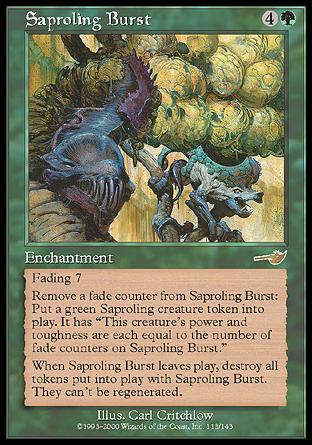 Saproling Burst 4
Enchantment
Fading 7
Remove a fade counter from Saproling Burst:
Put a green Saproling creature token into
play. It has “This creature's power and
toughness are each equal to the number of
fade counters on Saproling Burst.”
When Saproling Burst leaves play, destroy all
tokens put into play with Saproling Burst.
They can't be regenerated.
Illus. Carl Critchlow
©1993-2000 Wizards of the Coast, Inc. 113/143